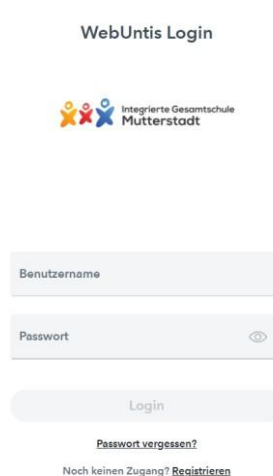 WebUntis Login
Integrierte Gesamtschule
Mutterstadt
Benutzername
Passwort
Login
Passwort vergessen?
Noch keinen Zugang? Registrieren